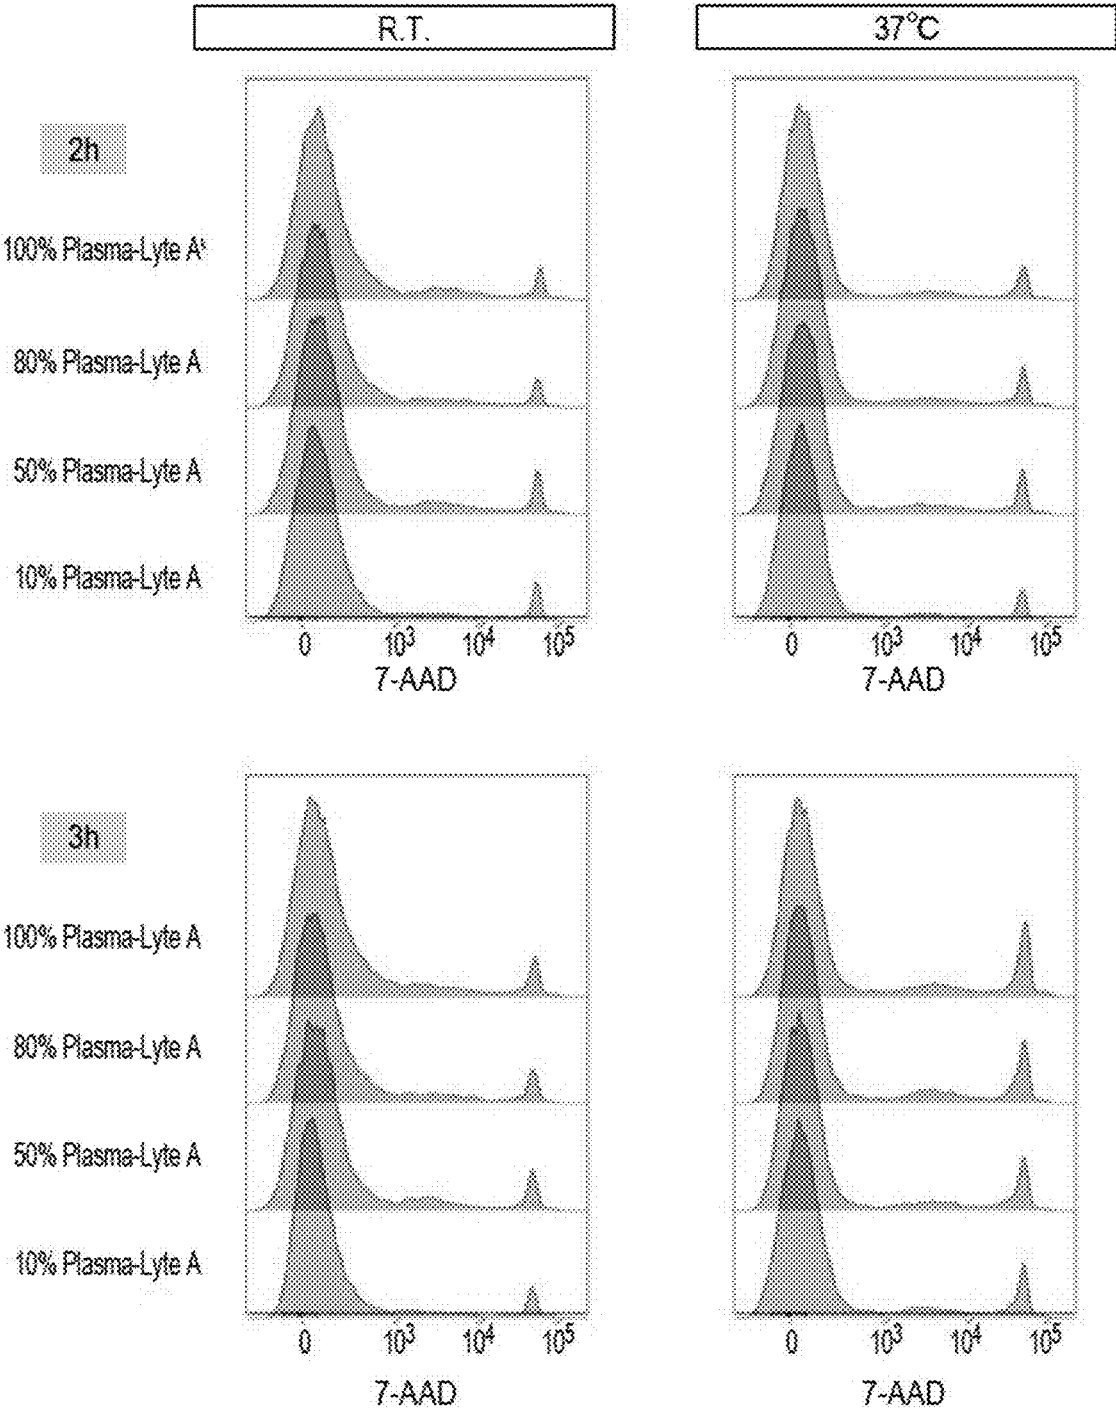 R.T.
37°C
2h
100% Plasma-Lyte A
80% Plasma-Lyte A
50% Plasma-Lyte A
10% Plasma-Lyte A
0 10³ 10⁴ 10⁵
7-AAD
0 10³ 10⁴ 10⁵
7-AAD
3h
100% Plasma-Lyte A
80% Plasma-Lyte A
50% Plasma-Lyte A
10% Plasma-Lyte A
0 10³ 10⁴ 10⁵
7-AAD
0 10³ 10⁴ 10⁵
7-AAD